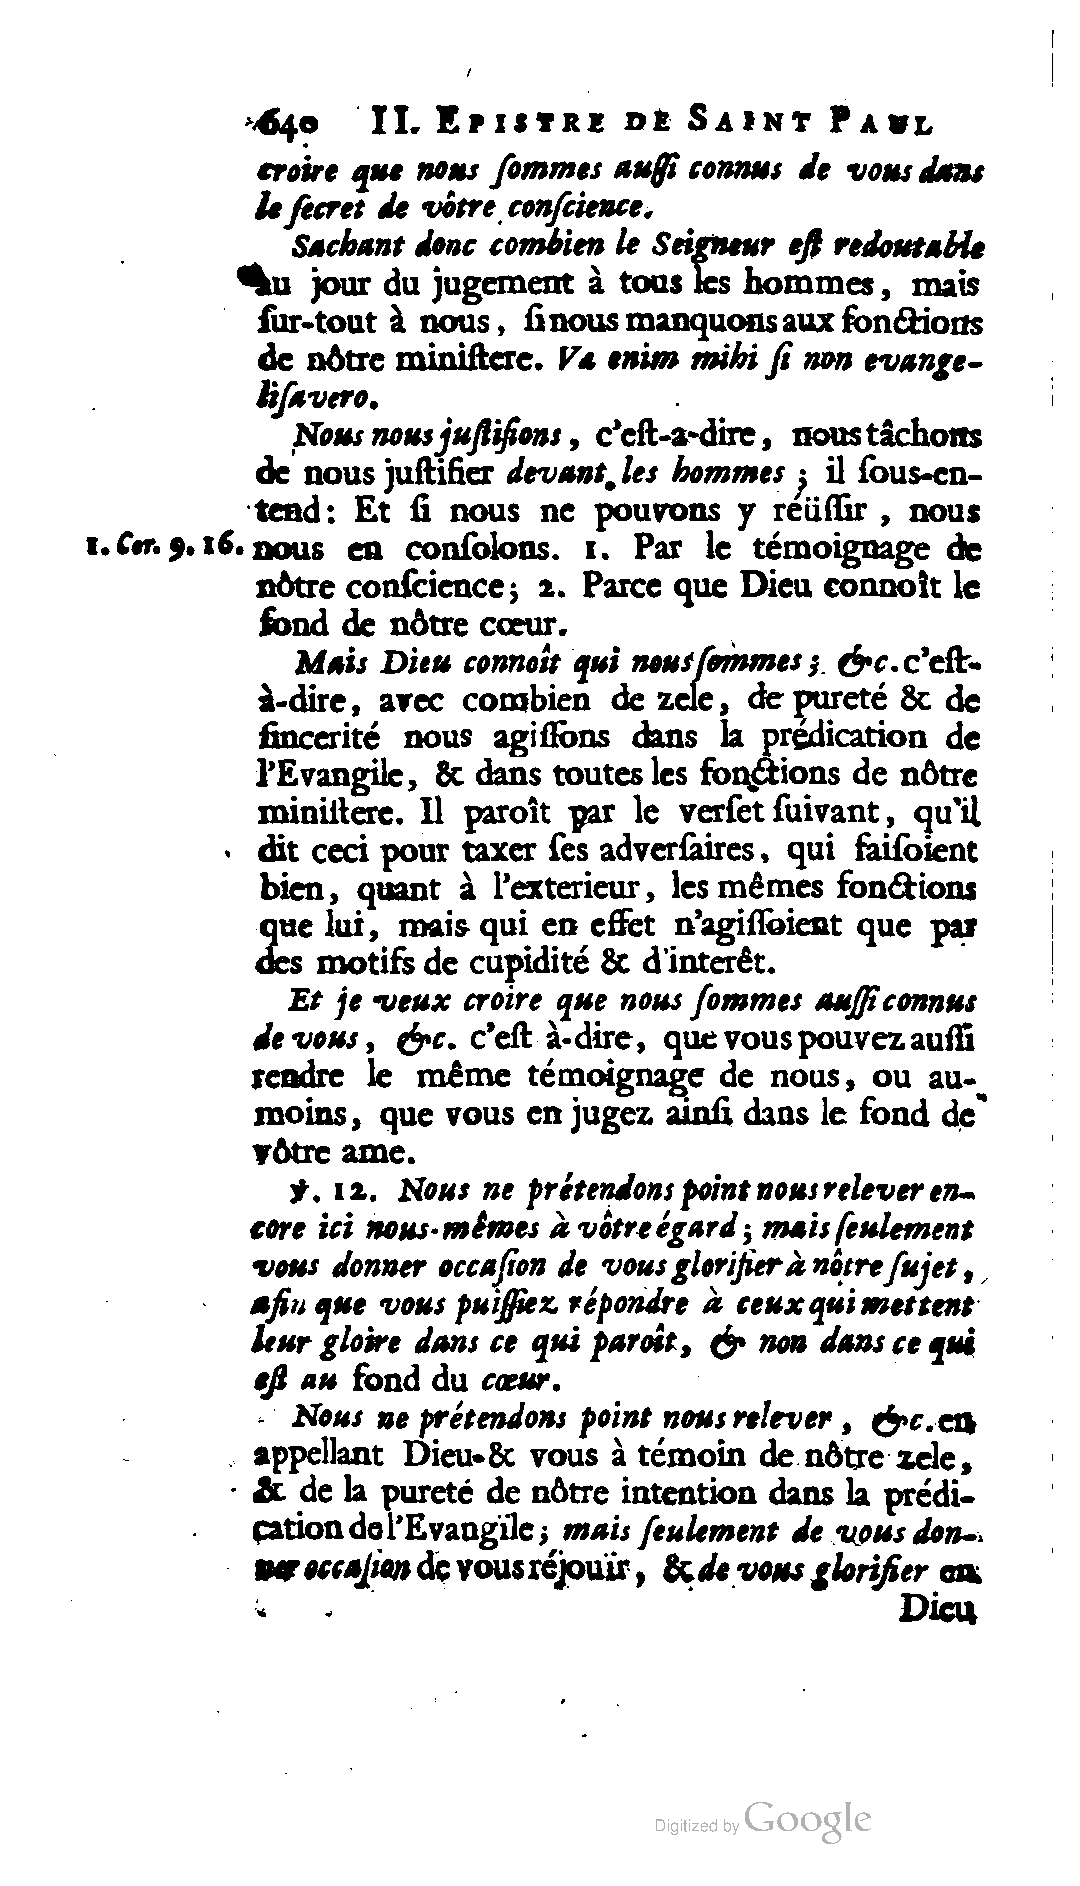 640 II. EPISTRE DE SAINT PAUL
croire que nous ſommes auſſi connus de vous dans
le ſecret de vôtre conſcience.
Sachant donc combien le Seigneur eſt redoutable
au jour du jugement à tous les hommes, mais
ſur-tout à nous, ſi nous manquons aux fonctions
de nôtre miniſtere. Væ enim mihi ſi non evange-
liſavero.
Nous nous juſtifions, c'eſt-a-dire, nous tâchons
de nous juſtifier devant les hommes; il ſous-en-
tend: Et ſi nous ne pouvons y réüſſir, nous
1. Cor. 9. 16. nous en conſolons. 1. Par le témoignage de
nôtre conſcience; 2. Parce que Dieu connoît le
fond de nôtre cœur.
Mais Dieu connoît qui nous ſommes; &c. c'eſt-
à-dire, avec combien de zele, de pureté & de
ſincerité nous agiſſons dans la prédication de
l'Evangile, & dans toutes les fonctions de nôtre
miniſtere. Il paroît par le verſet ſuivant, qu'il
dit ceci pour taxer ſes adverſaires, qui faiſoient
bien, quant à l'exterieur, les mêmes fonctions
que lui, mais qui en effet n'agiſſoient que par
des motifs de cupidité & d'interêt.
Et je veux croire que nous ſommes auſſi connus
de vous, &c. c'eſt à-dire, que vous pouvez auſſi
rendre le même témoignage de nous, ou au-
moins, que vous en jugez ainſi dans le fond de
vôtre ame.
℣. 12. Nous ne prétendons point nous relever en-
core ici nous-mêmes à vôtre égard; mais ſeulement
vous donner occaſion de vous glorifier à nôtre ſujet,
afin que vous puiſſiez répondre à ceux qui mettent
leur gloire dans ce qui paroît, & non dans ce qui
eſt au fond du cœur.
Nous ne prétendons point nous relever, &c. en
appellant Dieu & vous à témoin de nôtre zele,
& de la pureté de nôtre intention dans la prédi-
cation de l'Evangile; mais ſeulement de vous don-
ner occaſion de vous réjouïr, & de vous glorifier en
Dieu
Digitized by Google